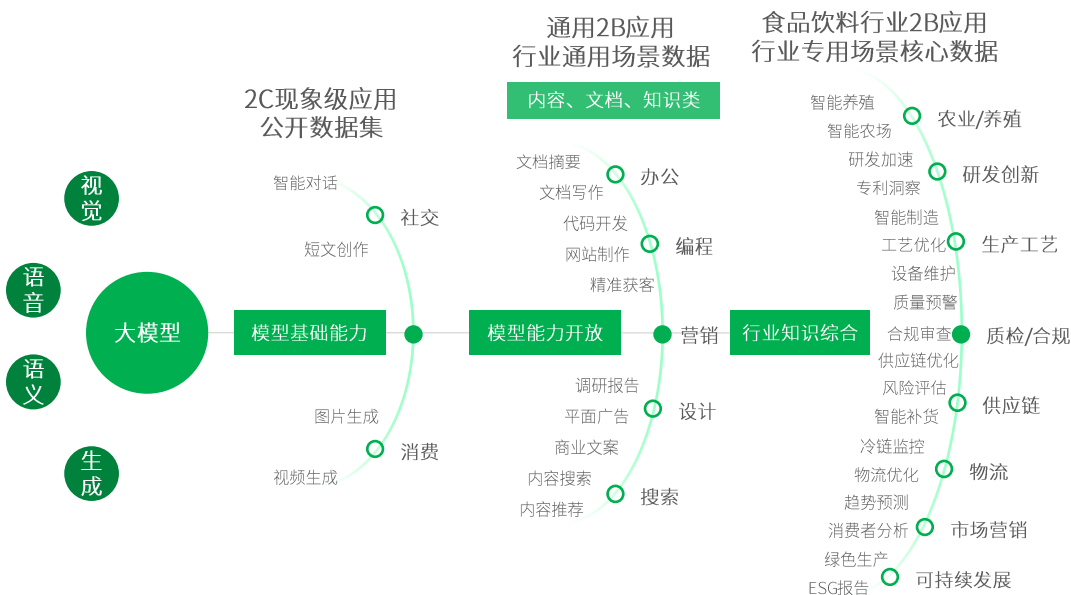 视
觉
语
音
大模型
语
义
生
成
2C现象级应用
公开数据集
智能对话
社交
短文创作
模型基础能力
图片生成
消费
视频生成
通用2B应用
行业通用场景数据
内容、文档、知识类
文档摘要
办公
文档写作
代码开发
编程
网站制作
精准获客
模型能力开放
营销
调研报告
设计
平面广告
商业文案
内容搜索
搜索
内容推荐
食品饮料行业2B应用
行业专用场景核心数据
智能养殖
农业/养殖
智能农场
研发加速
研发创新
专利洞察
智能制造
生产工艺
工艺优化
设备维护
质量预警
行业知识综合
合规审查
质检/合规
供应链优化
风险评估
供应链
智能补货
冷链监控
物流
物流优化
趋势预测
消费者分析
市场营销
绿色生产
可持续发展
ESG报告